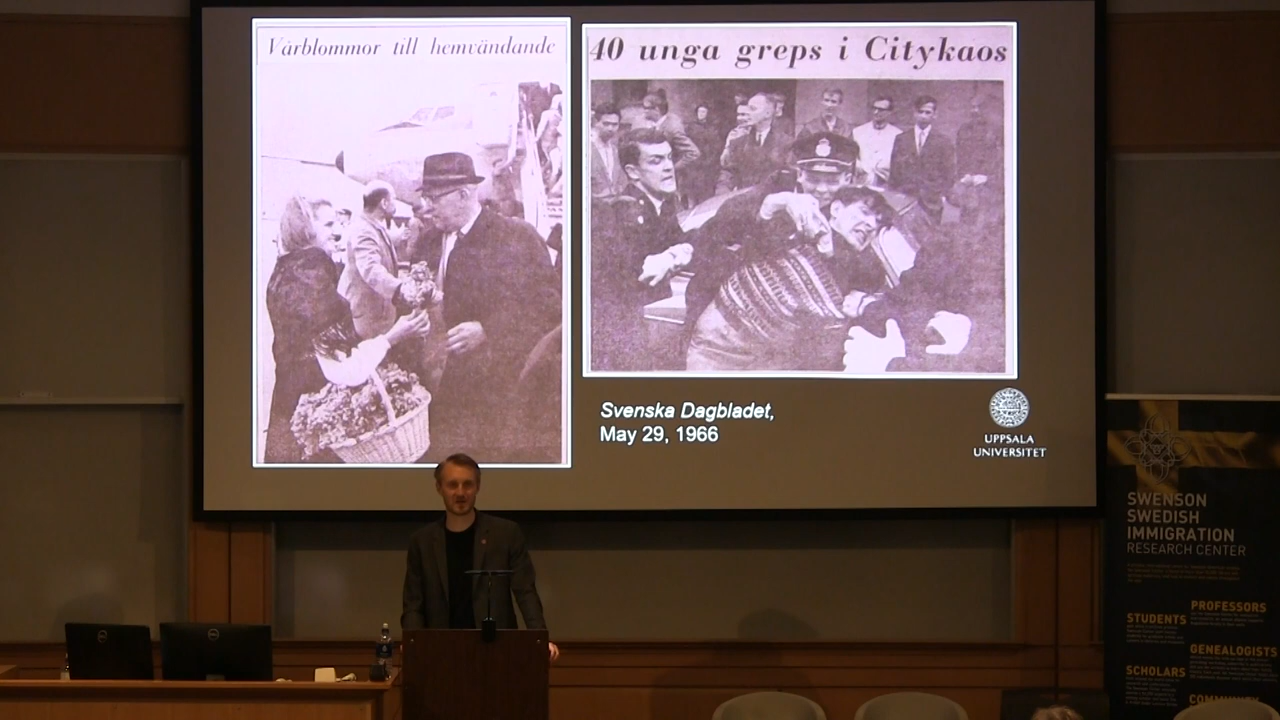 Vårblommor till hemvändande
40 unga greps i Citykaos
Svenska Dagbladet,
May 29, 1966
UPPSALA
UNIVERSITET
SWENSON
SWEDISH
IMMIGRATION
RESEARCH CENTER
PROFESSORS
STUDENTS
GENEALOGISTS
SCHOLARS